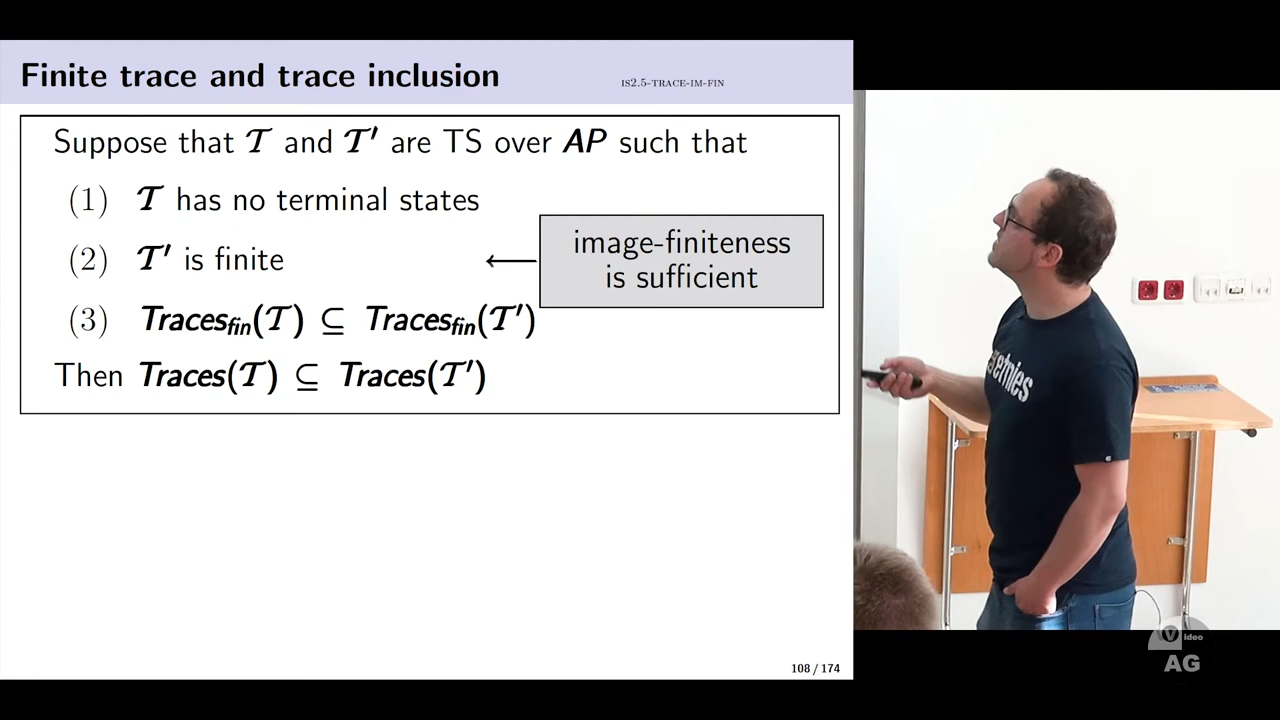 Finite trace and trace inclusion
IS2.5-TRACE-IM-FIN
Suppose that 𝒯 and 𝒯′ are TS over AP such that
(1) 𝒯 has no terminal states
(2) 𝒯′ is finite
← image-finiteness
is sufficient
(3) Traces_fin(𝒯) ⊆ Traces_fin(𝒯′)
Then Traces(𝒯) ⊆ Traces(𝒯′)
108 / 174
etnies
Video
AG